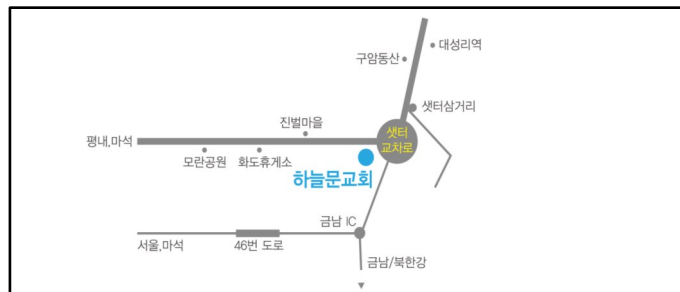 대성리역
구암동산
샛터삼거리
진벌마을
샛터
교차로
평내,마석
모란공원
화도휴게소
하늘문교회
금남 IC
서울,마석
46번 도로
금남/북한강